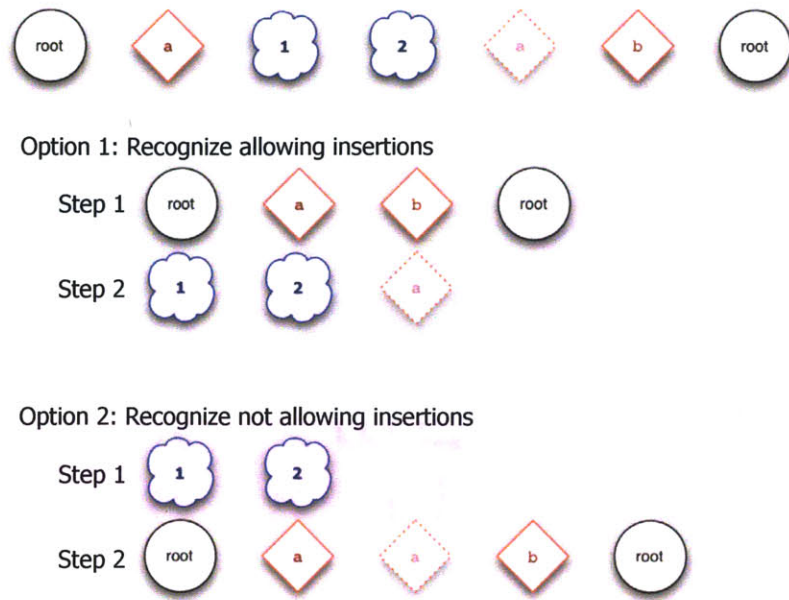 root a 1 2 a b root
Option 1: Recognize allowing insertions
Step 1 root a b root
Step 2 1 2 a
Option 2: Recognize not allowing insertions
Step 1 1 2
Step 2 root a a b root